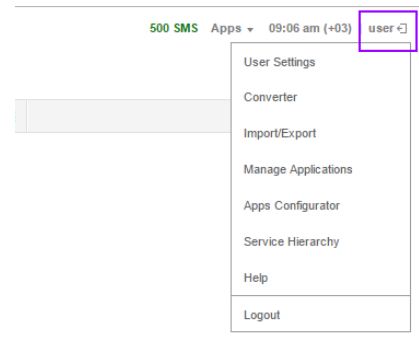 500 SMS Apps 09:06 am (+03) user
User Settings
Converter
Import/Export
Manage Applications
Apps Configurator
Service Hierarchy
Help
Logout